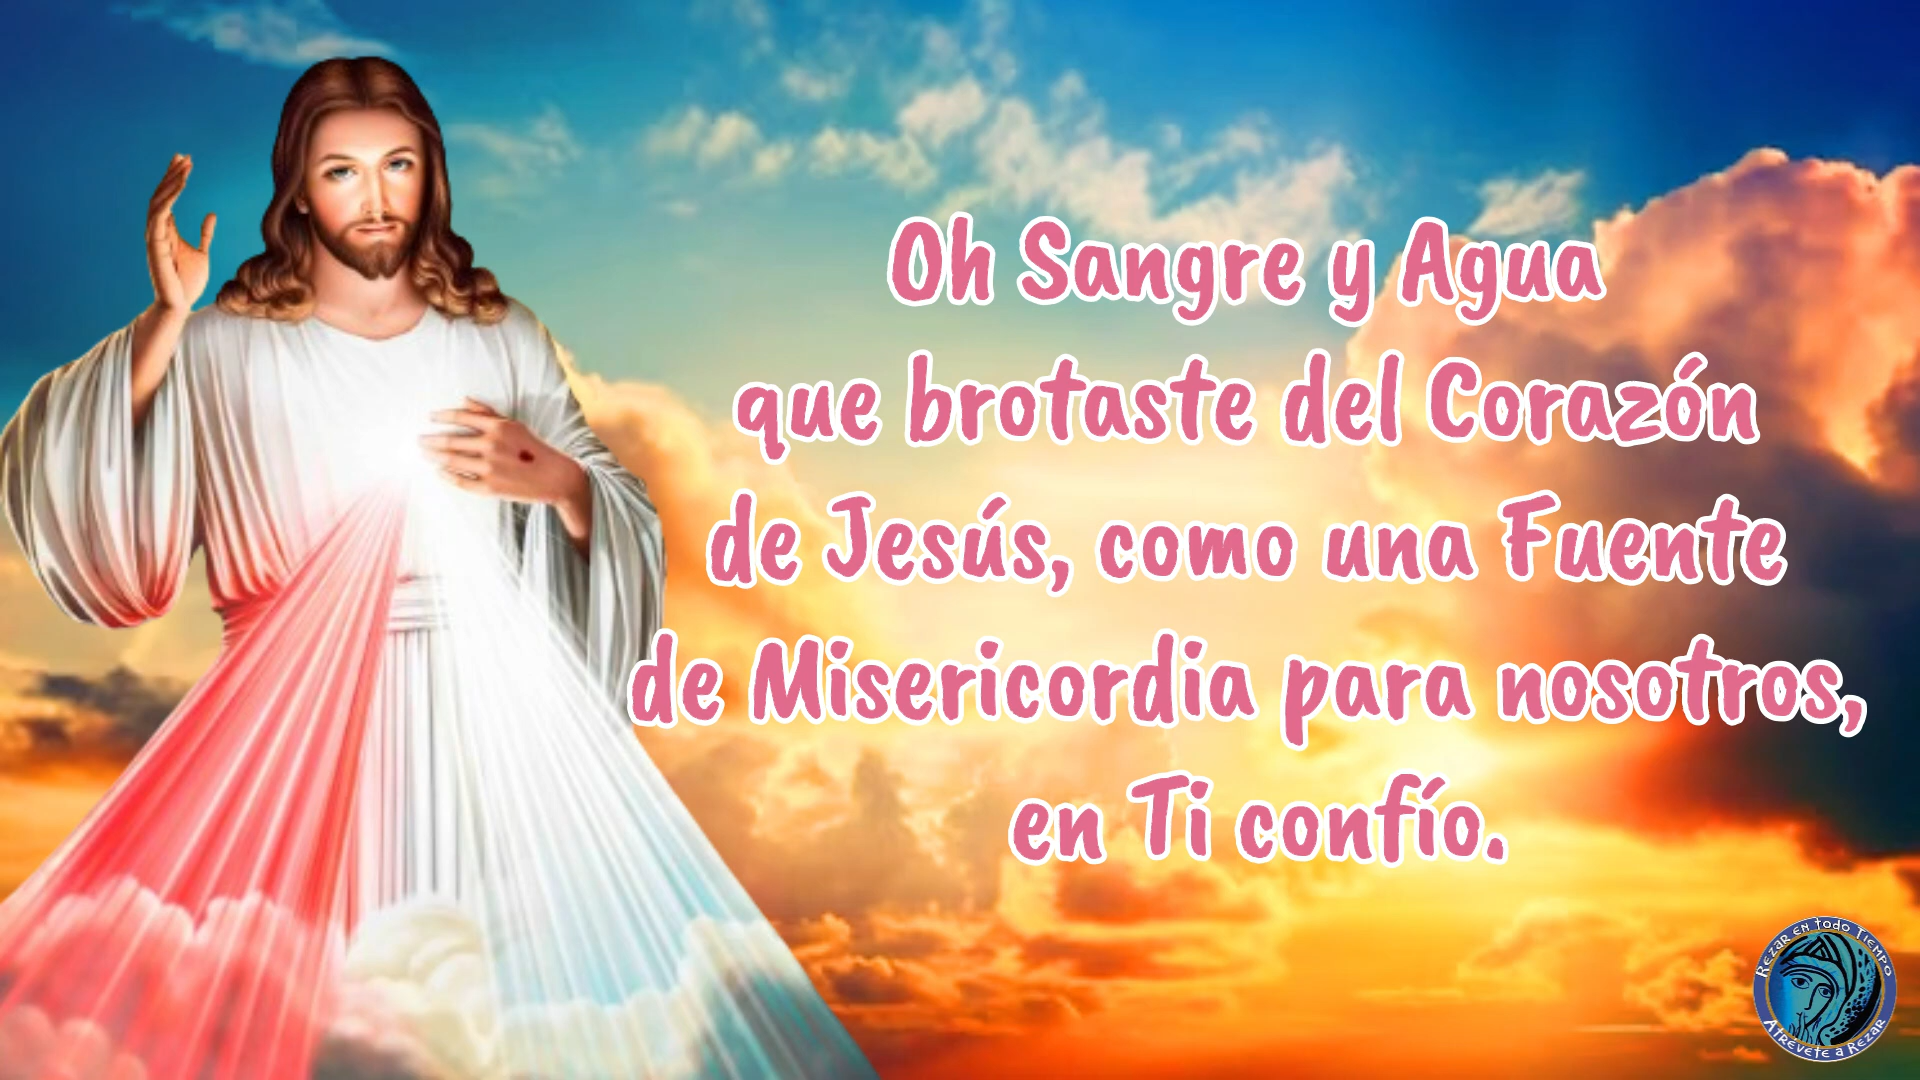 Oh Sangre y Agua
que brotaste del Corazón
de Jesús, como una Fuente
de Misericordia para nosotros,
en Ti confío.
Rezar en todo Tiempo
Atrévete a Rezar